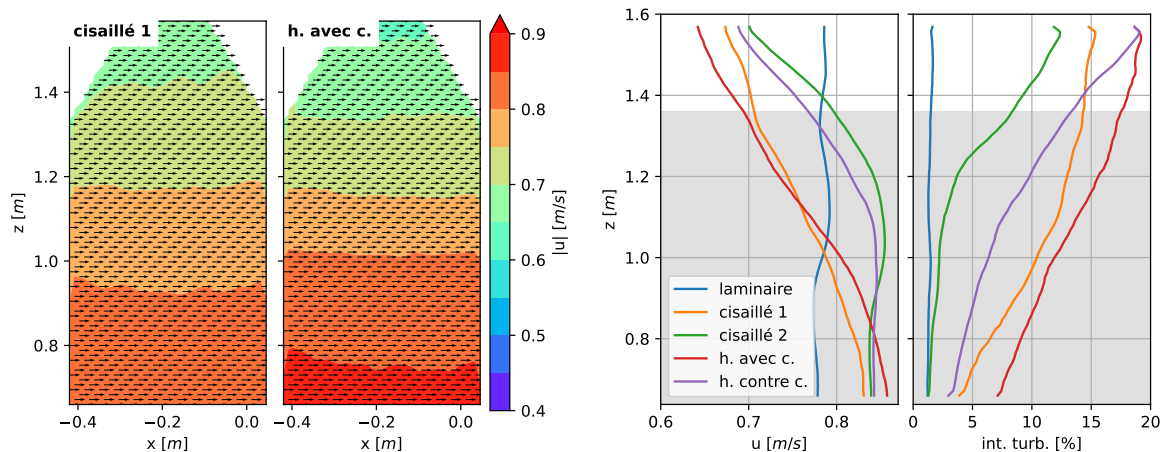 cisaillé 1
h. avec c.
1.4
1.2
1.0
0.8
z [m]
−0.4
−0.2
0.0
x [m]
−0.4
−0.2
0.0
x [m]
0.9
0.8
0.7
0.6
0.5
0.4
|u| [m/s]
1.6
1.4
1.2
1.0
0.8
0.6
z [m]
laminaire
cisaillé 1
cisaillé 2
h. avec c.
h. contre c.
0.6
0.7
0.8
u [m/s]
0
5
10
15
20
int. turb. [%]